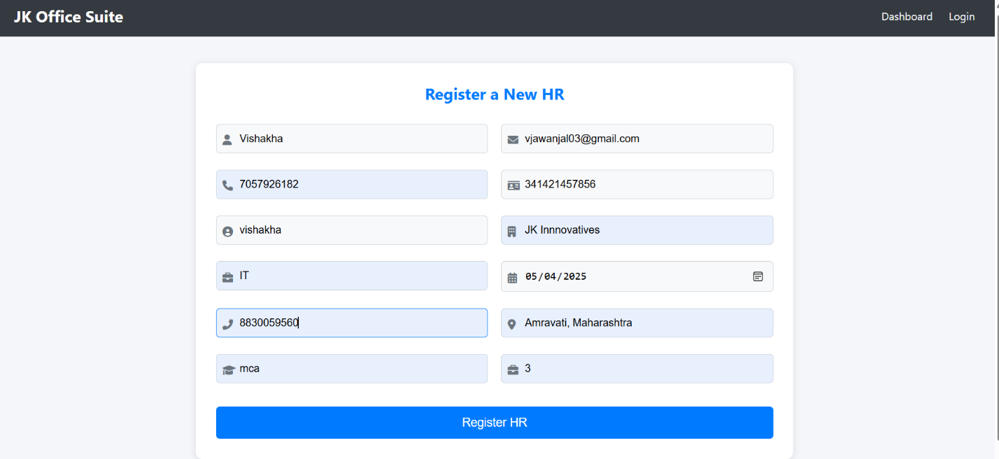 JK Office Suite
Dashboard Login
Register a New HR
Vishakha
vjawanjal03@gmail.com
7057926182
341421457856
vishakha
JK Innnovatives
IT
05/04/2025
8830059560
Amravati, Maharashtra
mca
3
Register HR